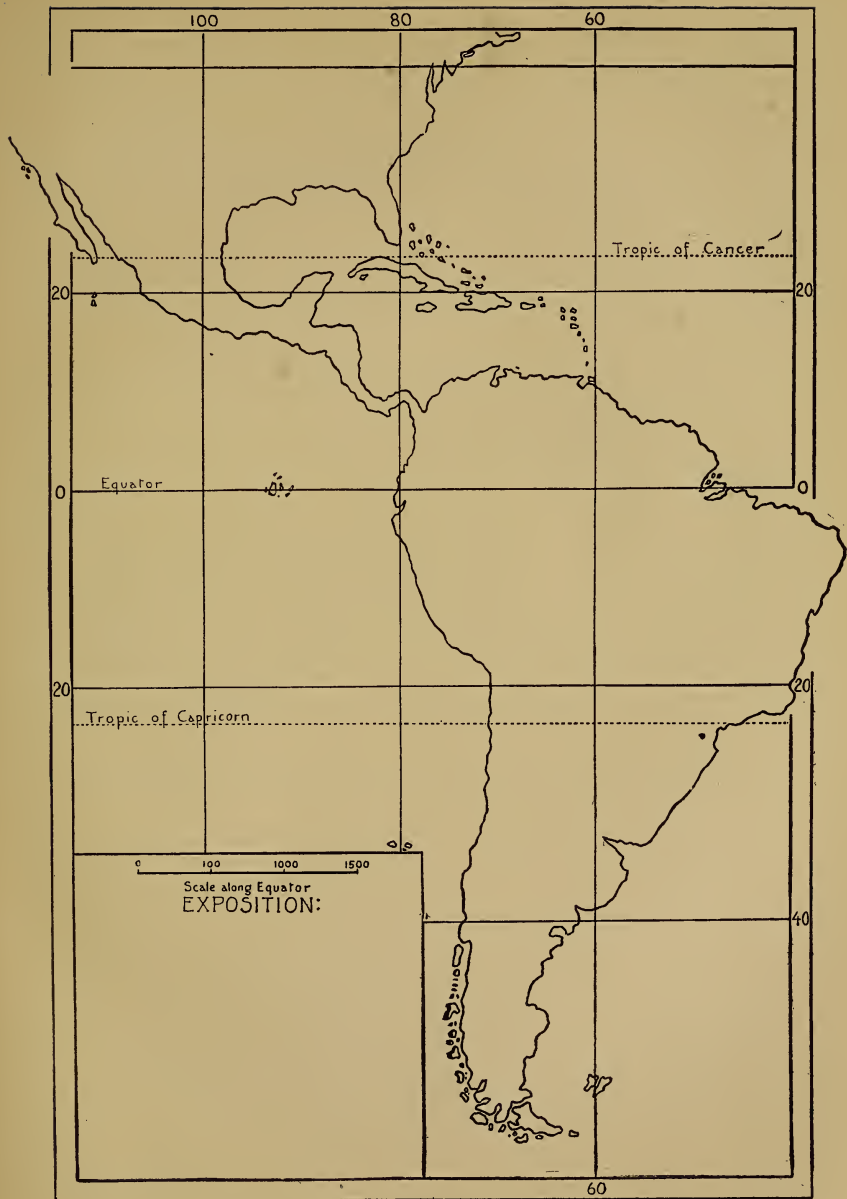 100 80 60
Tropic of Cancer
20 20
Equator
0 0
20 20
Tropic of Capricorn
0 100 1000 1500
Scale along Equator
EXPOSITION:
40
60